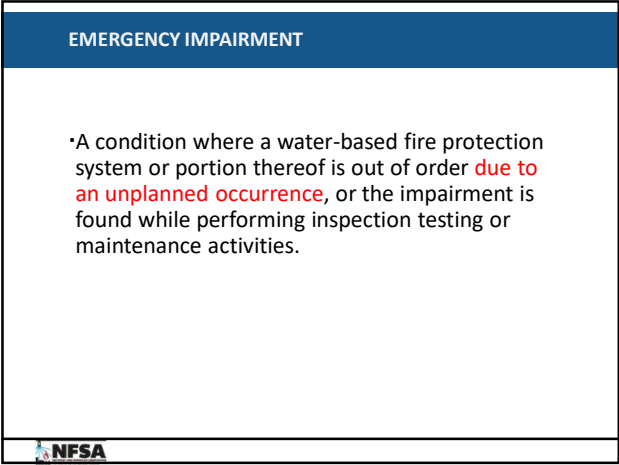 EMERGENCY IMPAIRMENT
▪A condition where a water-based fire protection
system or portion thereof is out of order due to
an unplanned occurrence, or the impairment is
found while performing inspection testing or
maintenance activities.
NFSA